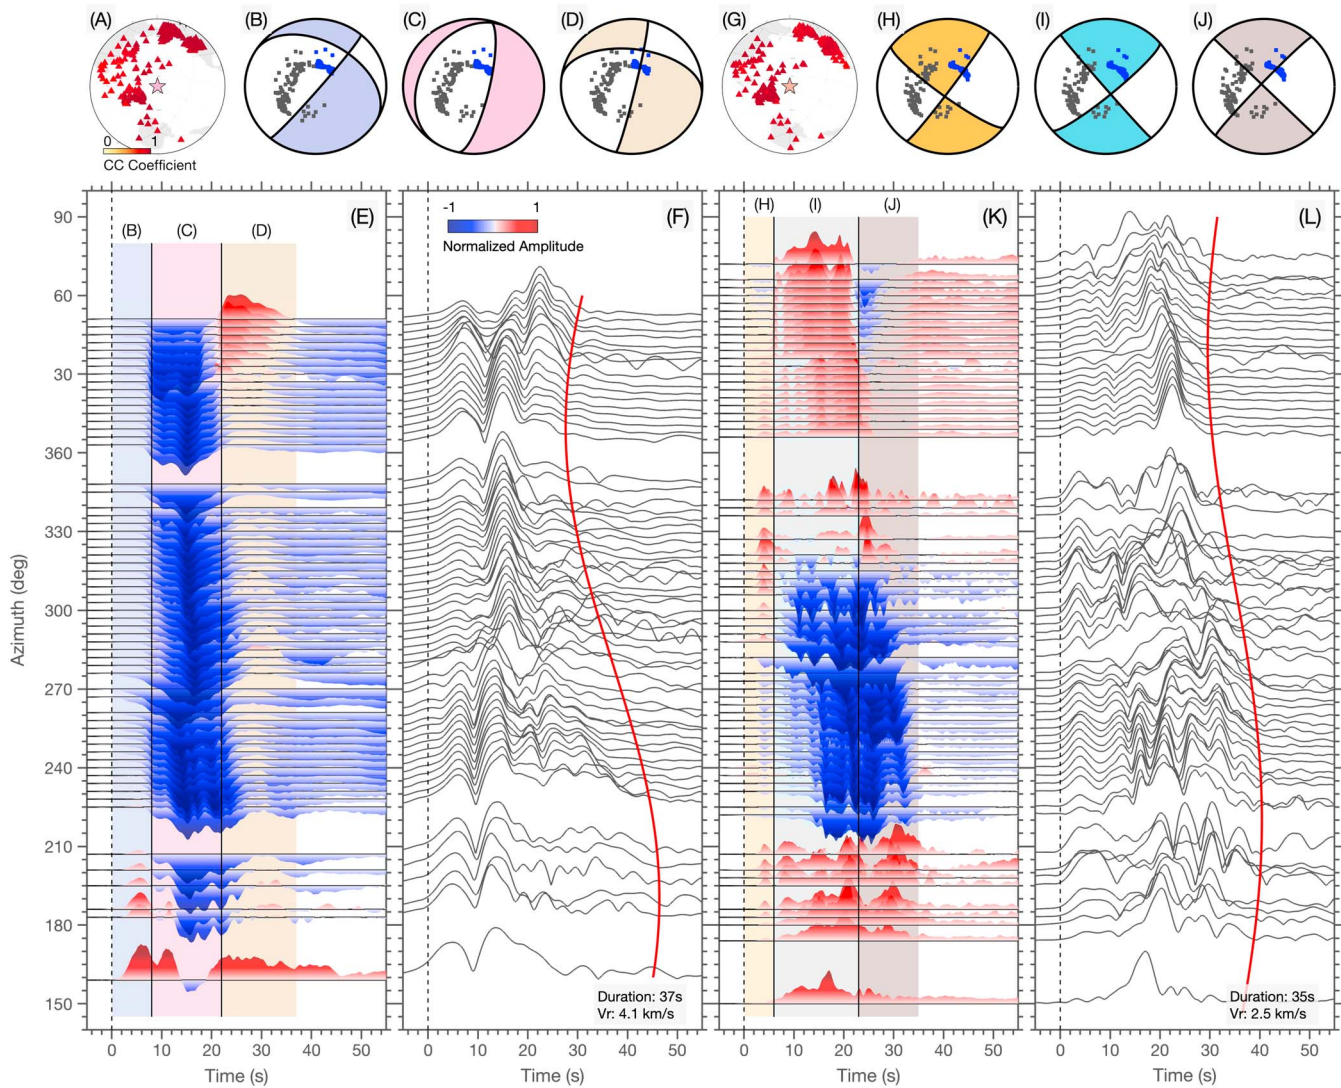 (A)
(B)
(C)
(D)
(G)
(H)
(I)
(J)
0 1
CC Coefficient
(E)
(B) (C) (D)
-1 1
Normalized Amplitude
(F)
(H) (I) (J)
(K)
(L)
90
60
30
360
330
300
270
240
210
180
150
Azimuth (deg)
Duration: 37s
Vr: 4.1 km/s
Duration: 35s
Vr: 2.5 km/s
0 10 20 30 40 50
0 10 20 30 40 50
0 10 20 30 40 50
0 10 20 30 40 50
Time (s)
Time (s)
Time (s)
Time (s)